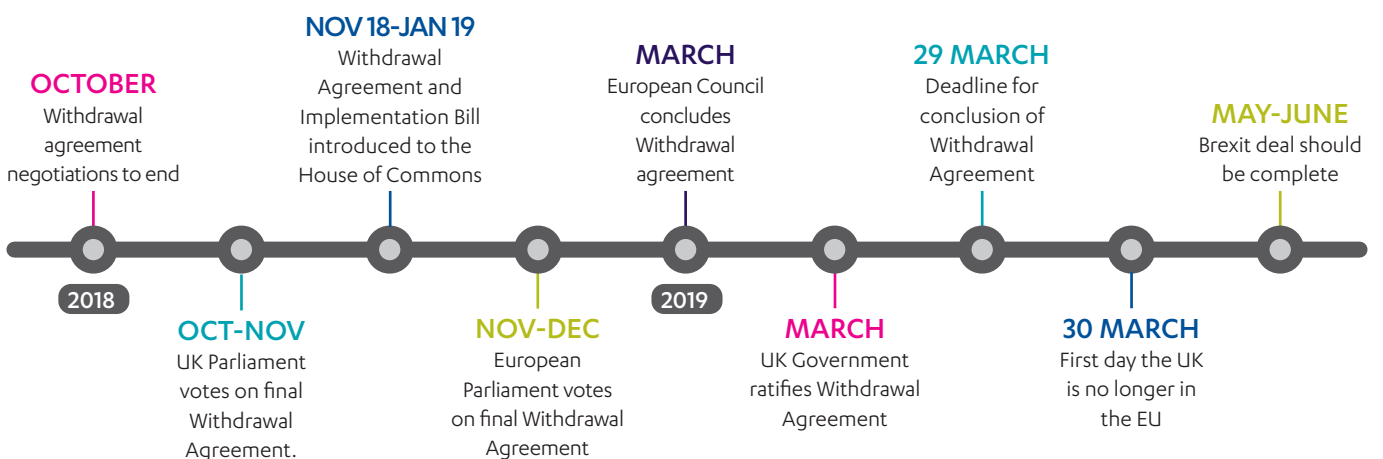 OCTOBER
Withdrawal
agreement
negotiations to end
2018
OCT-NOV
UK Parliament
votes on final
Withdrawal
Agreement.
NOV 18-JAN 19
Withdrawal
Agreement and
Implementation Bill
introduced to the
House of Commons
NOV-DEC
European
Parliament votes
on final Withdrawal
Agreement
MARCH
European Council
concludes
Withdrawal
agreement
2019
MARCH
UK Government
ratifies Withdrawal
Agreement
29 MARCH
Deadline for
conclusion of
Withdrawal
Agreement
30 MARCH
First day the UK
is no longer in
the EU
MAY-JUNE
Brexit deal should
be complete